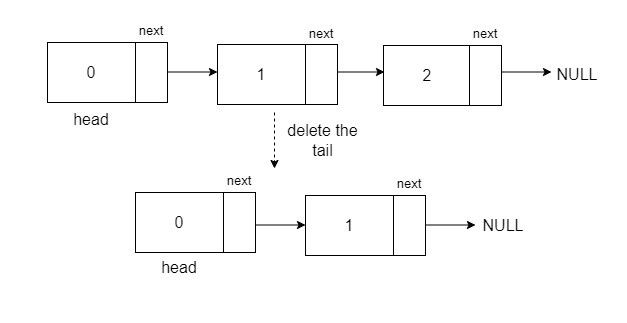 next next next
0 1 2 NULL
head
delete the
tail
next next
0 1 NULL
head